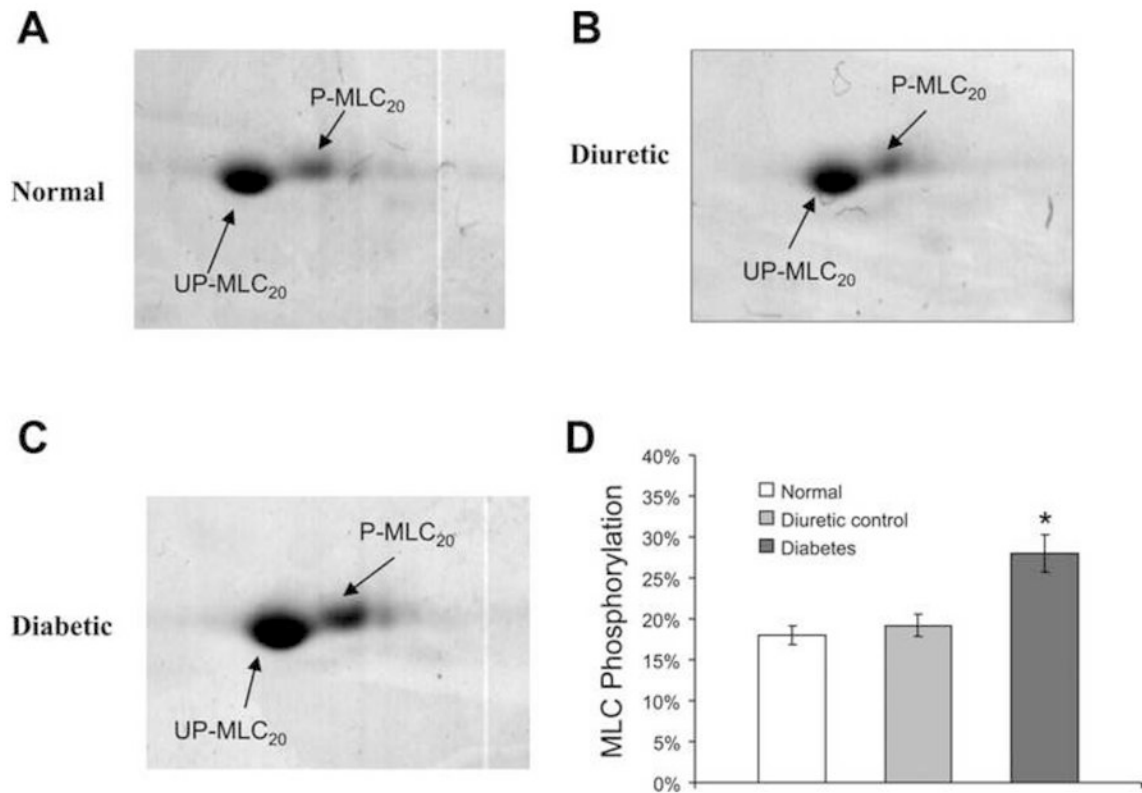 A
P-MLC₂₀
Normal
UP-MLC₂₀
B
P-MLC₂₀
Diuretic
UP-MLC₂₀
C
P-MLC₂₀
Diabetic
UP-MLC₂₀
D
MLC Phosphorylation
40%
35%
30%
25%
20%
15%
10%
5%
0%
Normal
Diuretic control
Diabetes
*